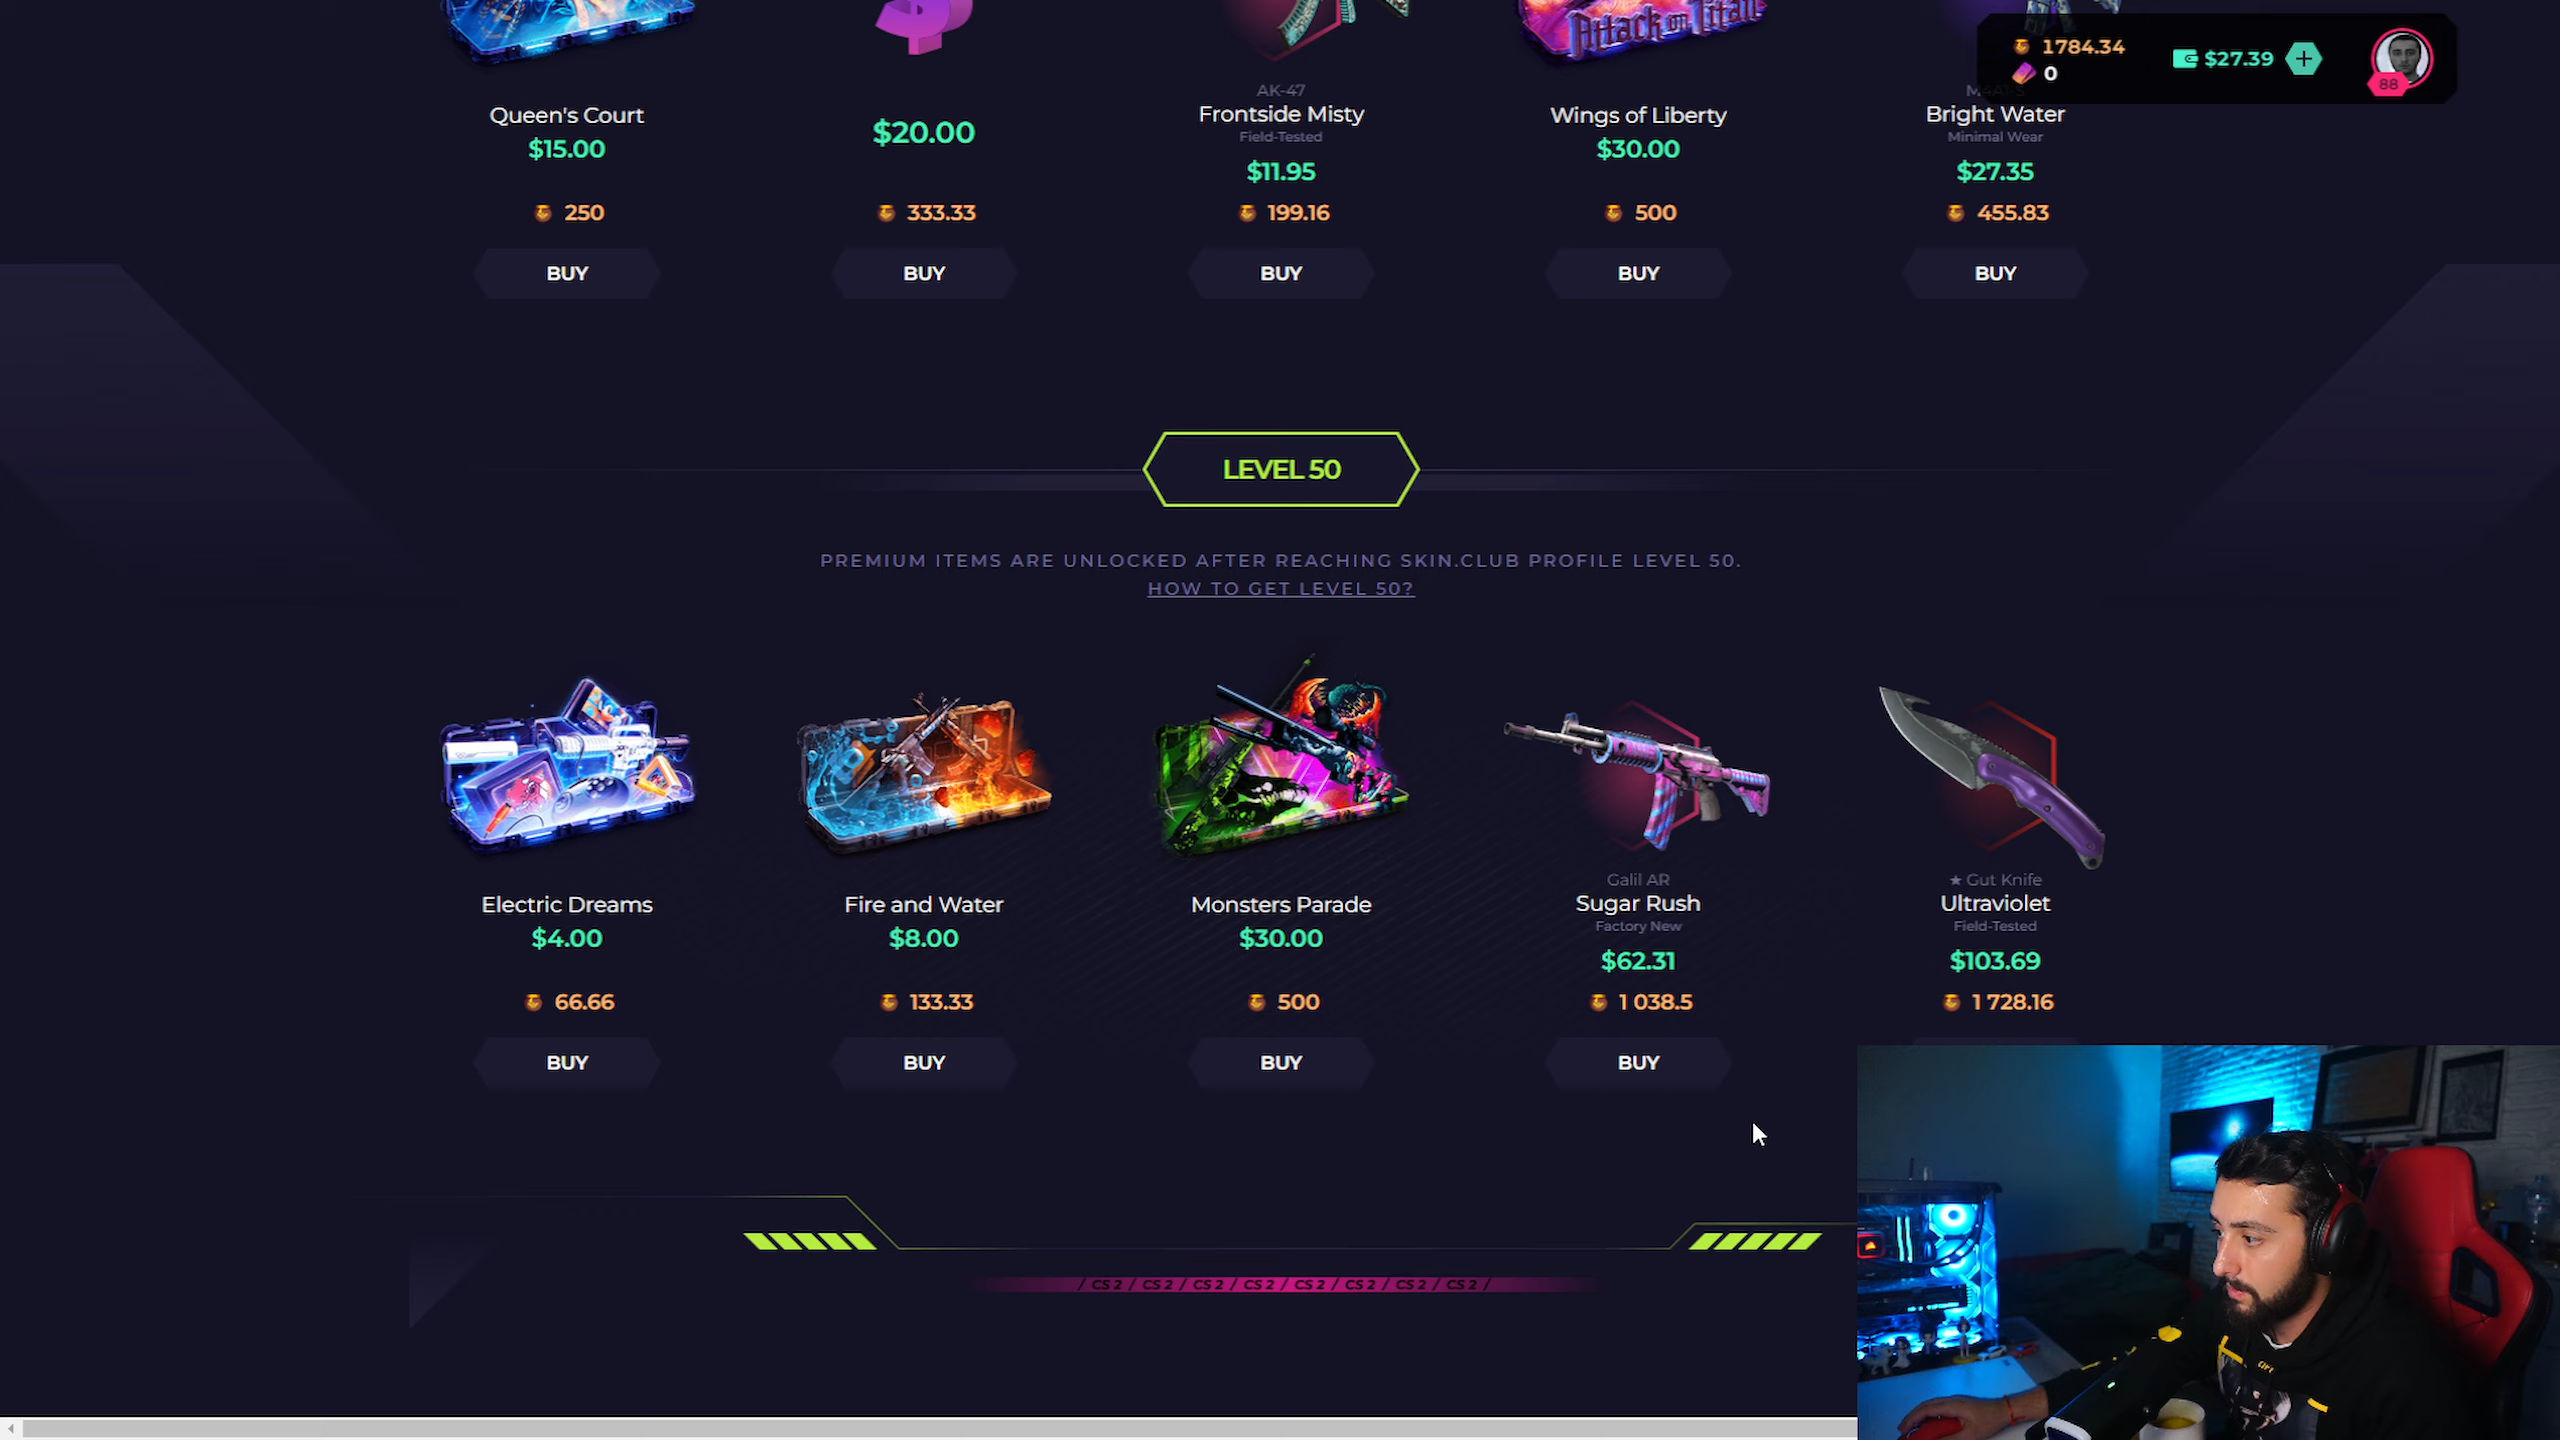 Attack on Titan
1784.34
0
$27.39
88
Queen's Court
$15.00
250
BUY
$20.00
333.33
BUY
AK-47
Frontside Misty
Field-Tested
$11.95
199.16
BUY
Wings of Liberty
$30.00
500
BUY
M4A1-S
Bright Water
Minimal Wear
$27.35
455.83
BUY
LEVEL 50
PREMIUM ITEMS ARE UNLOCKED AFTER REACHING SKIN.CLUB PROFILE LEVEL 50.
HOW TO GET LEVEL 50?
Electric Dreams
$4.00
66.66
BUY
Fire and Water
$8.00
133.33
BUY
Monsters Parade
$30.00
500
BUY
Galil AR
Sugar Rush
Factory New
$62.31
1 038.5
BUY
★ Gut Knife
Ultraviolet
Field-Tested
$103.69
1 728.16
/ CS 2 / CS 2 / CS 2 / CS 2 / CS 2 / CS 2 / CS 2 / CS 2 /